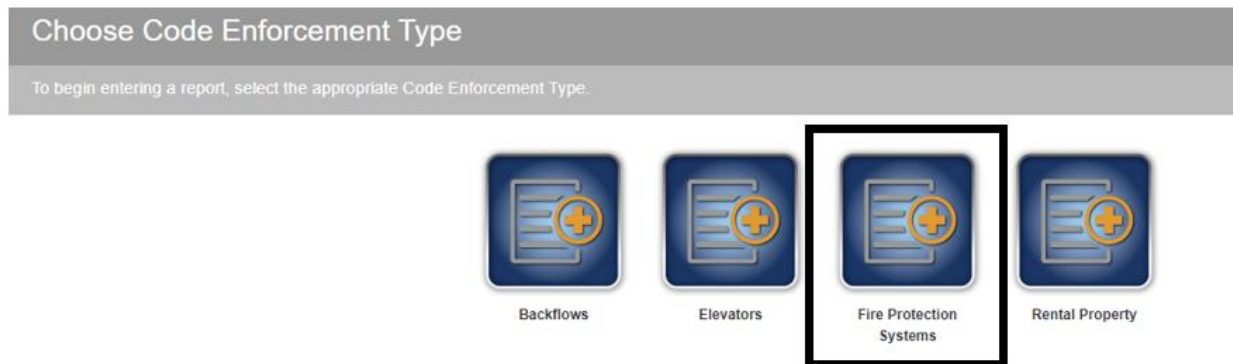 Choose Code Enforcement Type
To begin entering a report, select the appropriate Code Enforcement Type.
Backflows
Elevators
Fire Protection
Systems
Rental Property